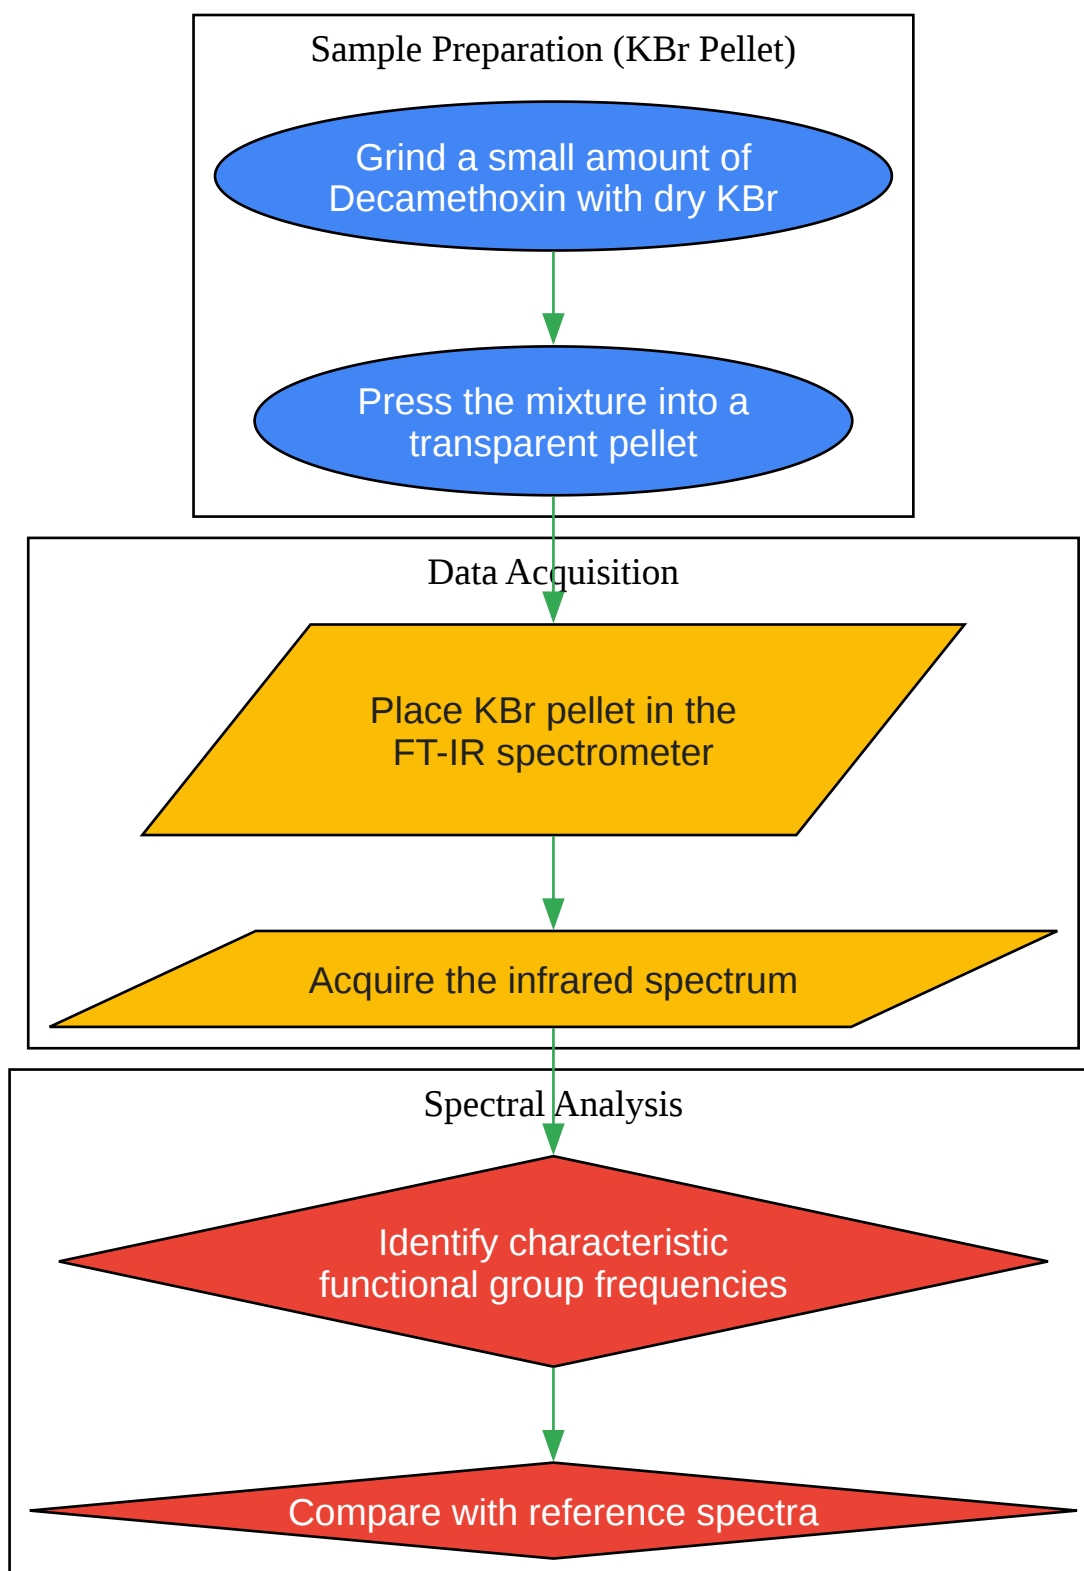 Sample Preparation (KBr Pellet)
Grind a small amount of
Decamethoxin with dry KBr
Press the mixture into a
transparent pellet
Data Acquisition
Place KBr pellet in the
FT-IR spectrometer
Acquire the infrared spectrum
Spectral Analysis
Identify characteristic
functional group frequencies
Compare with reference spectra